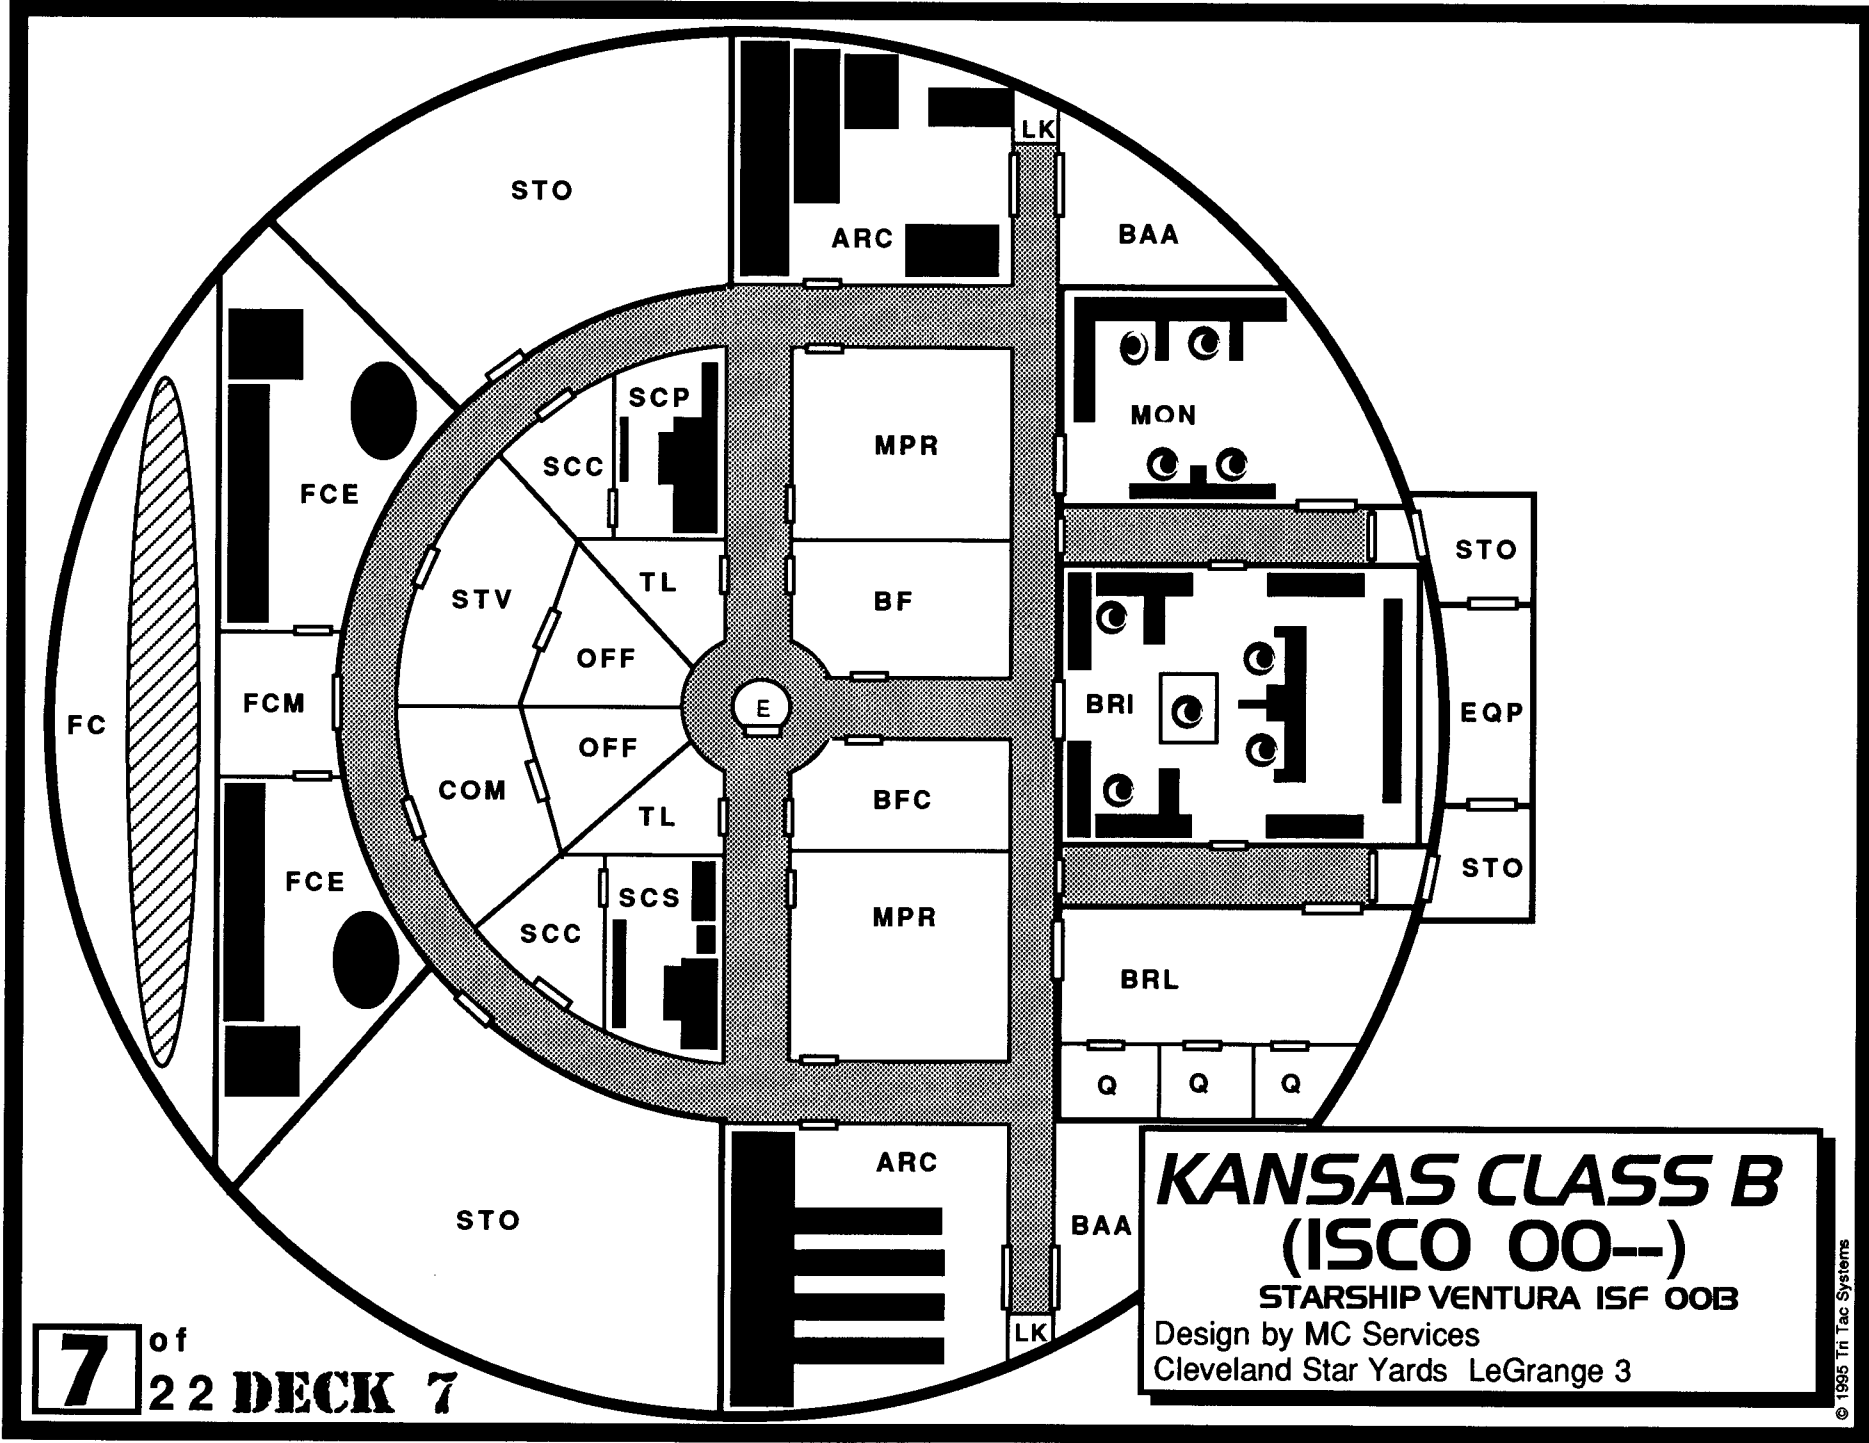 LK
STO
ARC
BAA
SCP
MON
MPR
SCC
FCE
STO
TL
STV
BF
OFF
FCM
E
BRI
EQP
FC
OFF
COM
BFC
TL
STO
FCE
SCS
MPR
SCC
BRL
Q
Q
Q
ARC
STO
BAA
LK
KANSAS CLASS B
(ISCO OO--)
STARSHIP VENTURA ISF OOB
Design by MC Services
Cleveland Star Yards LeGrange 3
7 of
22 DECK 7
© 1995 Tri Tac Systems